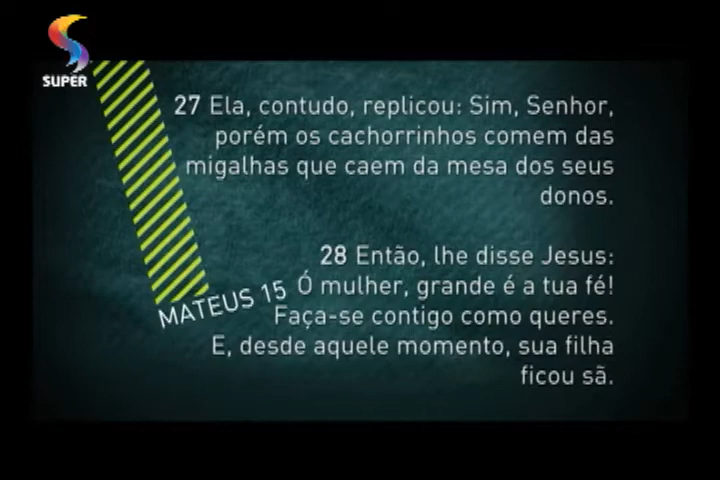 SUPER
27 Ela, contudo, replicou: Sim, Senhor,
porém os cachorrinhos comem das
migalhas que caem da mesa dos seus
donos.
28 Então, lhe disse Jesus:
Ó mulher, grande é a tua fé!
Faça-se contigo como queres.
E, desde aquele momento, sua filha
ficou sã.
MATEUS 15